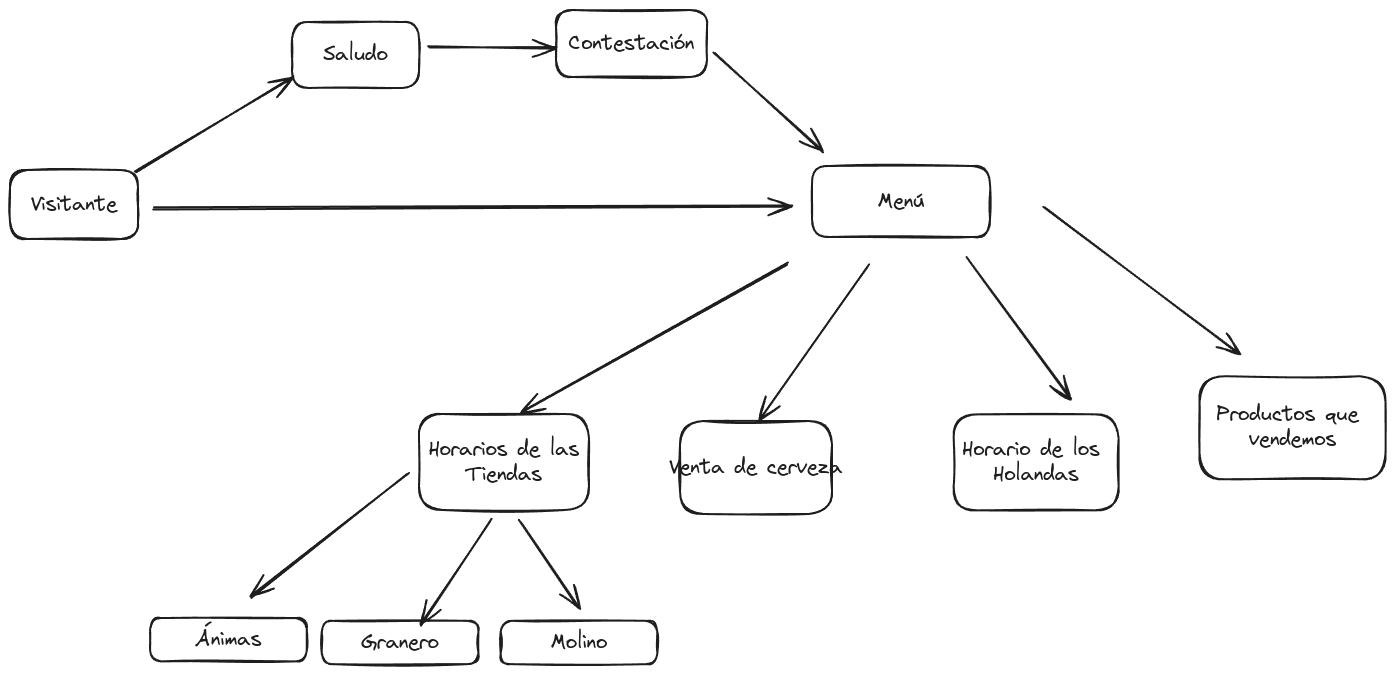 Saludo
Contestación
Visitante
Menú
Horarios de las
Tiendas
Venta de cerveza
Horario de los
Holandas
Productos que
vendemos
Ánimas
Granero
Molino